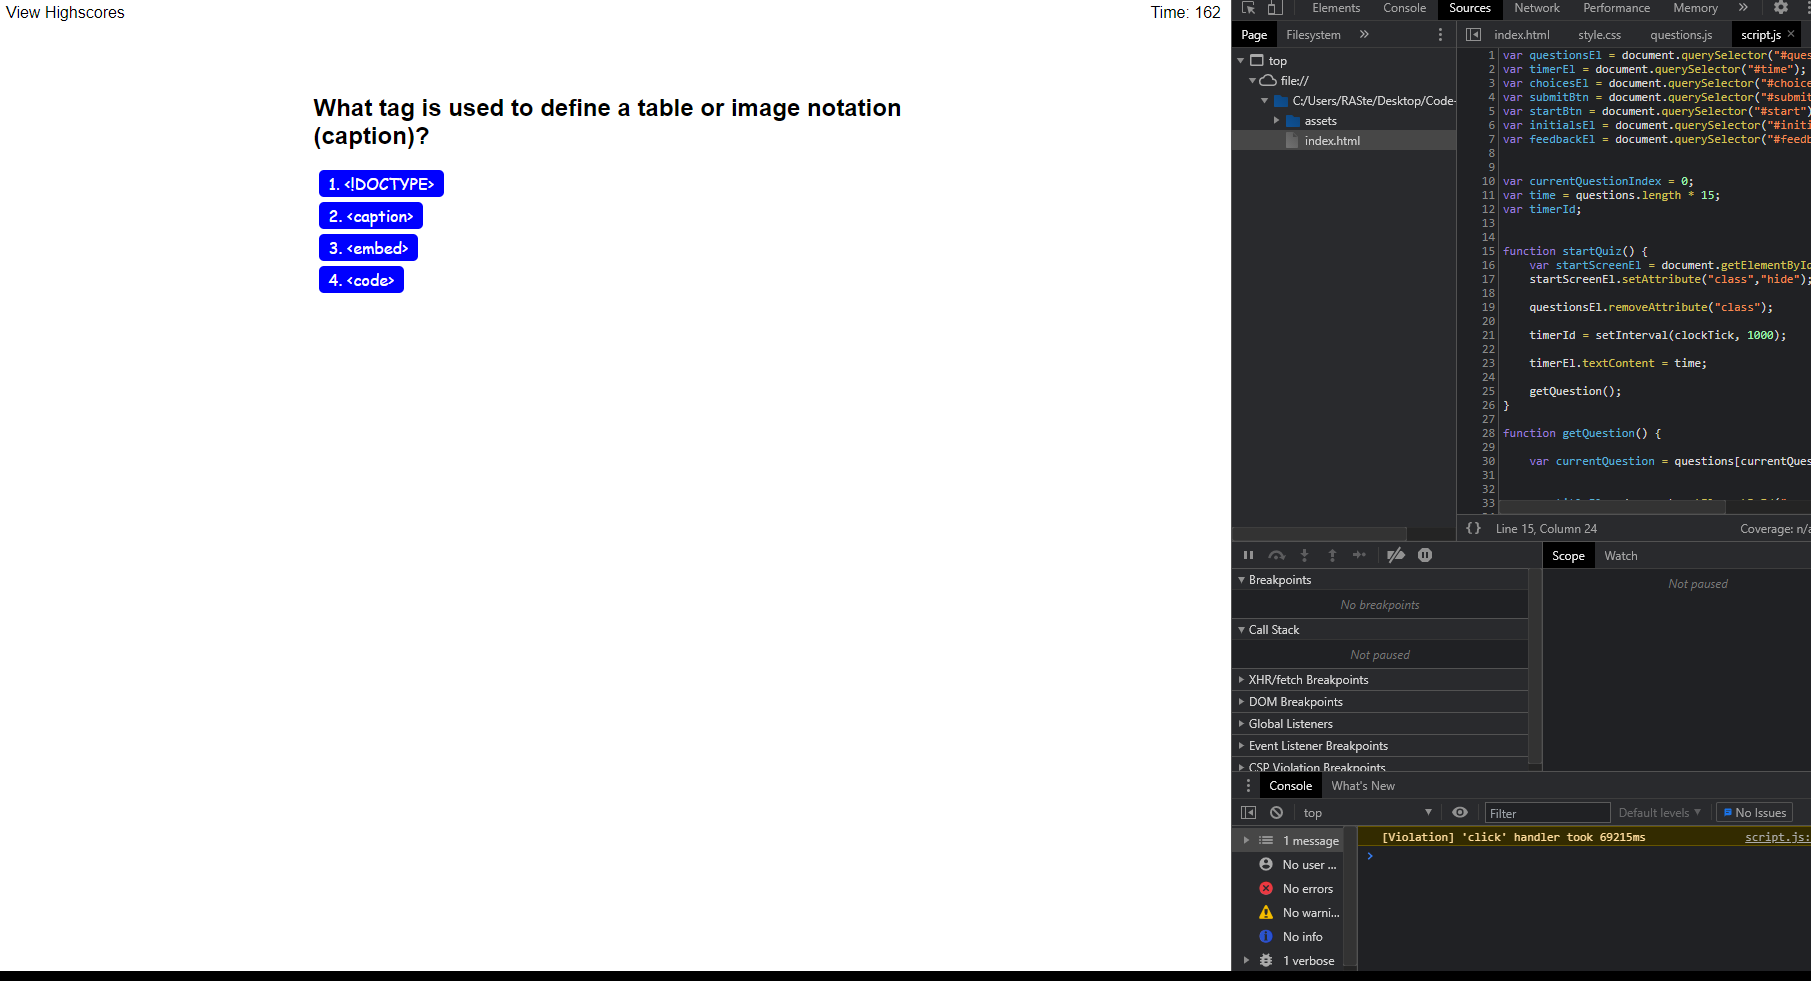 View Highscores
Time: 162
What tag is used to define a table or image notation
(caption)?
1. <!DOCTYPE>
2. <caption>
3. <embed>
4. <code>
Elements Console Sources Network Performance Memory »
Page Filesystem »
index.html style.css questions.js script.js ×
top
file://
C:/Users/RASte/Desktop/Code-
assets
index.html
1 var questionsEl = document.querySelector("#ques
2 var timerEl = document.querySelector("#time");
3 var choicesEl = document.querySelector("#choice
4 var submitBtn = document.querySelector("#submit
5 var startBtn = document.querySelector("#start")
6 var initialsEl = document.querySelector("#initi
7 var feedbackEl = document.querySelector("#feedb
8
9
10 var currentQuestionIndex = 0;
11 var time = questions.length * 15;
12 var timerId;
13
14
15 function startQuiz() {
16 var startScreenEl = document.getElementById
17 startScreenEl.setAttribute("class","hide");
18
19 questionsEl.removeAttribute("class");
20
21 timerId = setInterval(clockTick, 1000);
22
23 timerEl.textContent = time;
24
25 getQuestion();
26 }
27
28 function getQuestion() {
29
30 var currentQuestion = questions[currentQues
31
32
33
{} Line 15, Column 24 Coverage: n/a
Scope Watch
Not paused
Breakpoints
No breakpoints
Call Stack
Not paused
XHR/fetch Breakpoints
DOM Breakpoints
Global Listeners
Event Listener Breakpoints
CSP Violation Breakpoints
Console What's New
top Filter Default levels No Issues
1 message
No user ...
No errors
No warni...
No info
1 verbose
[Violation] 'click' handler took 69215ms script.js: